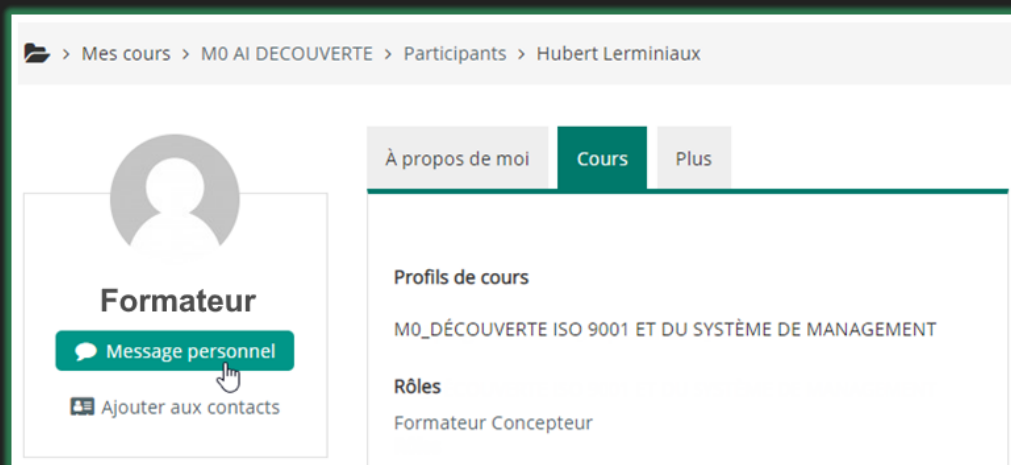 > Mes cours > M0 AI DECOUVERTE > Participants > Hubert Lerminiaux
À propos de moi
Cours
Plus
Formateur
Message personnel
Ajouter aux contacts
Profils de cours
M0_DÉCOUVERTE ISO 9001 ET DU SYSTÈME DE MANAGEMENT
Rôles
Formateur Concepteur